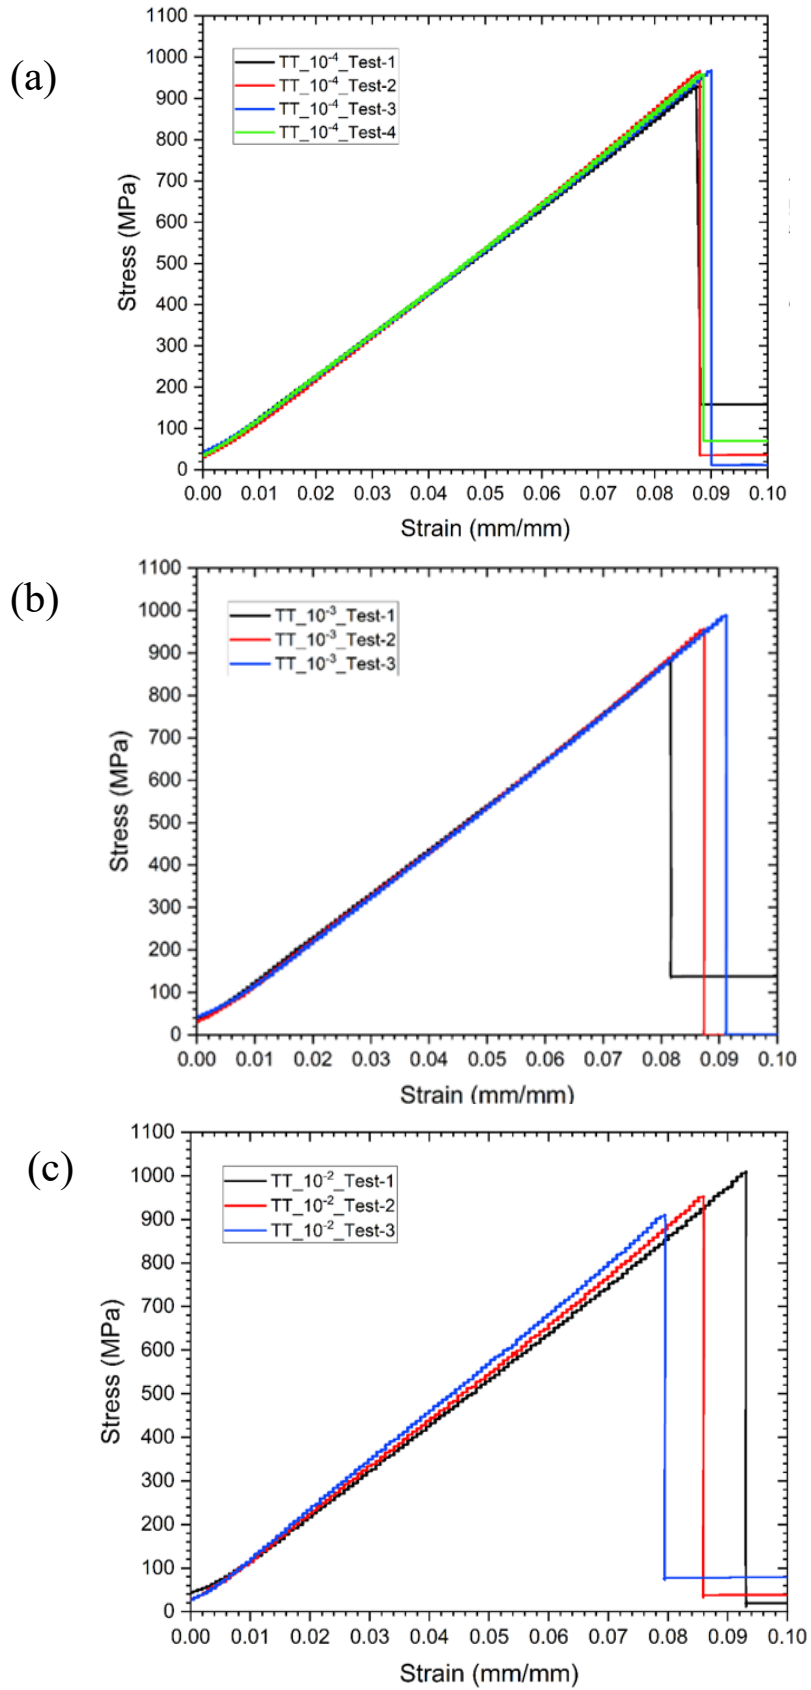 (a)
1100
1000
900
800
700
600
500
400
300
200
100
0
Stress (MPa)
TT_10⁻⁴_Test-1
TT_10⁻⁴_Test-2
TT_10⁻⁴_Test-3
TT_10⁻⁴_Test-4
0.00 0.01 0.02 0.03 0.04 0.05 0.06 0.07 0.08 0.09 0.10
Strain (mm/mm)
(b)
1100
1000
900
800
700
600
500
400
300
200
100
0
Stress (MPa)
TT_10⁻³_Test-1
TT_10⁻³_Test-2
TT_10⁻³_Test-3
0.00 0.01 0.02 0.03 0.04 0.05 0.06 0.07 0.08 0.09 0.10
Strain (mm/mm)
(c)
1100
1000
900
800
700
600
500
400
300
200
100
0
Stress (MPa)
TT_10⁻²_Test-1
TT_10⁻²_Test-2
TT_10⁻²_Test-3
0.00 0.01 0.02 0.03 0.04 0.05 0.06 0.07 0.08 0.09 0.10
Strain (mm/mm)